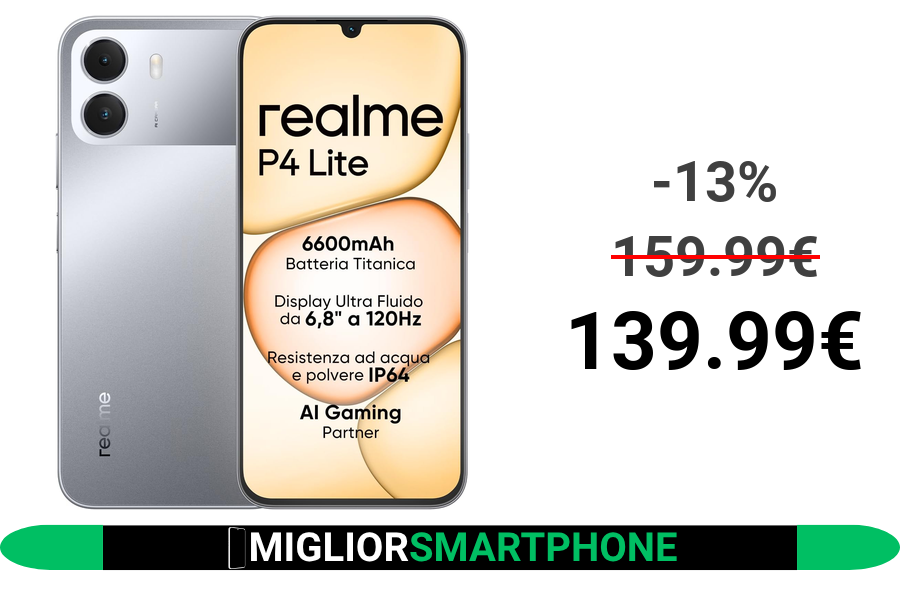 realme
P4 Lite
6600mAh
Batteria Titanica
Display Ultra Fluido
da 6,8" a 120Hz
Resistenza ad acqua
e polvere IP64
AI Gaming
Partner
realme
-13%
159.99€
139.99€
MIGLIORSMARTPHONE